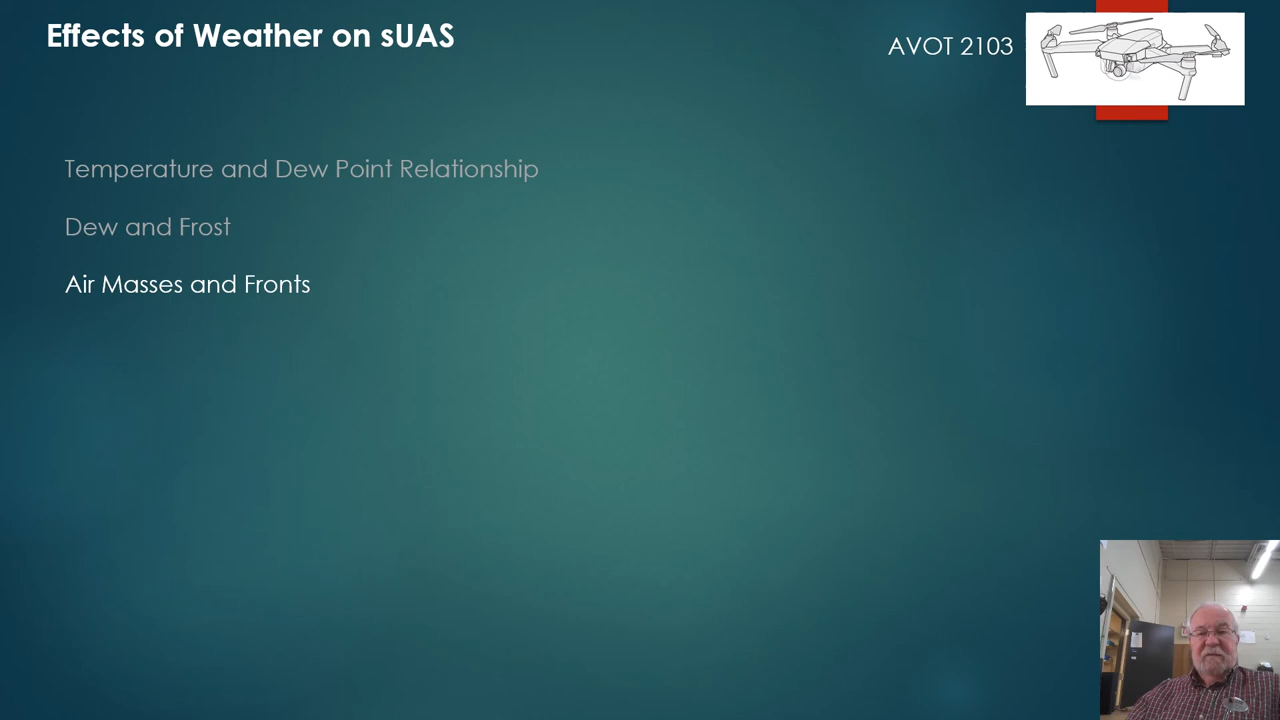 Effects of Weather on sUAS
AVOT 2103
Temperature and Dew Point Relationship
Dew and Frost
Air Masses and Fronts